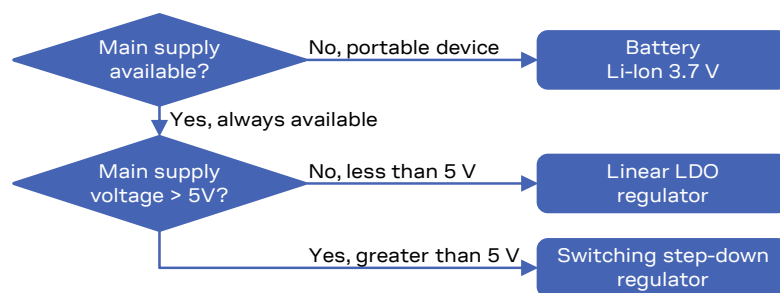 Main supply
available?
No, portable device
Battery
Li-Ion 3.7 V
Yes, always available
Main supply
voltage > 5V?
No, less than 5 V
Linear LDO
regulator
Yes, greater than 5 V
Switching step-down
regulator